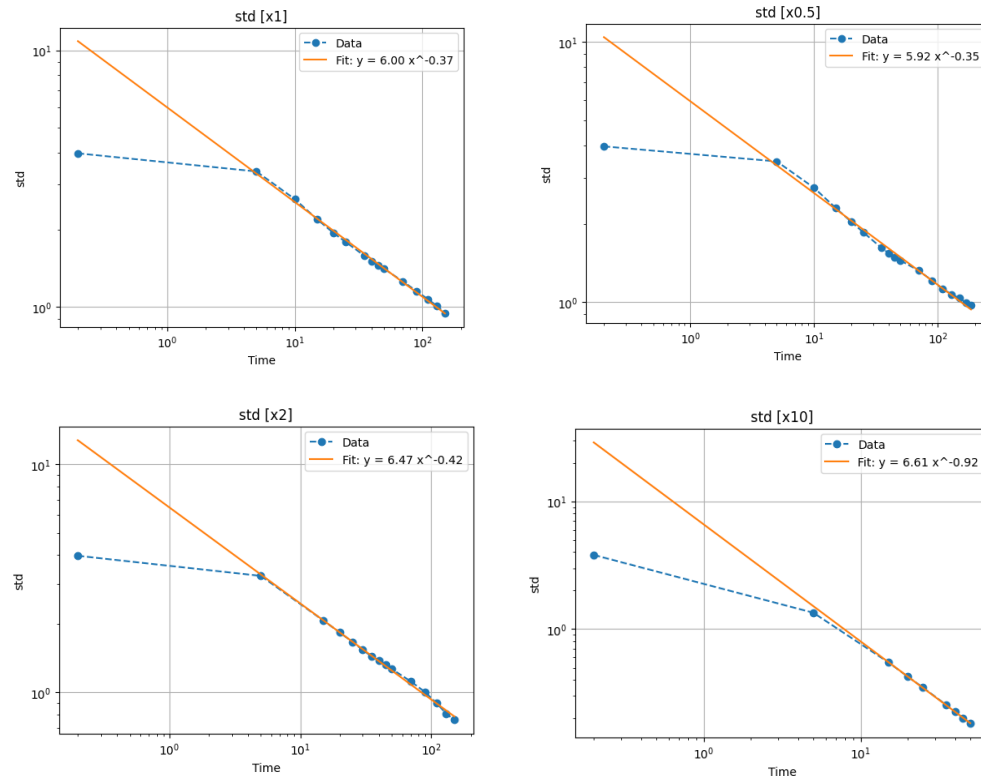 std [x1]
Data
Fit: y = 6.00 x^-0.37
std
10^1
10^0
10^0
10^1
10^2
Time
std [x0.5]
Data
Fit: y = 5.92 x^-0.35
std
10^1
10^0
10^0
10^1
10^2
Time
std [x2]
Data
Fit: y = 6.47 x^-0.42
std
10^1
10^0
10^0
10^1
10^2
Time
std [x10]
Data
Fit: y = 6.61 x^-0.92
std
10^1
10^0
10^0
10^1
Time